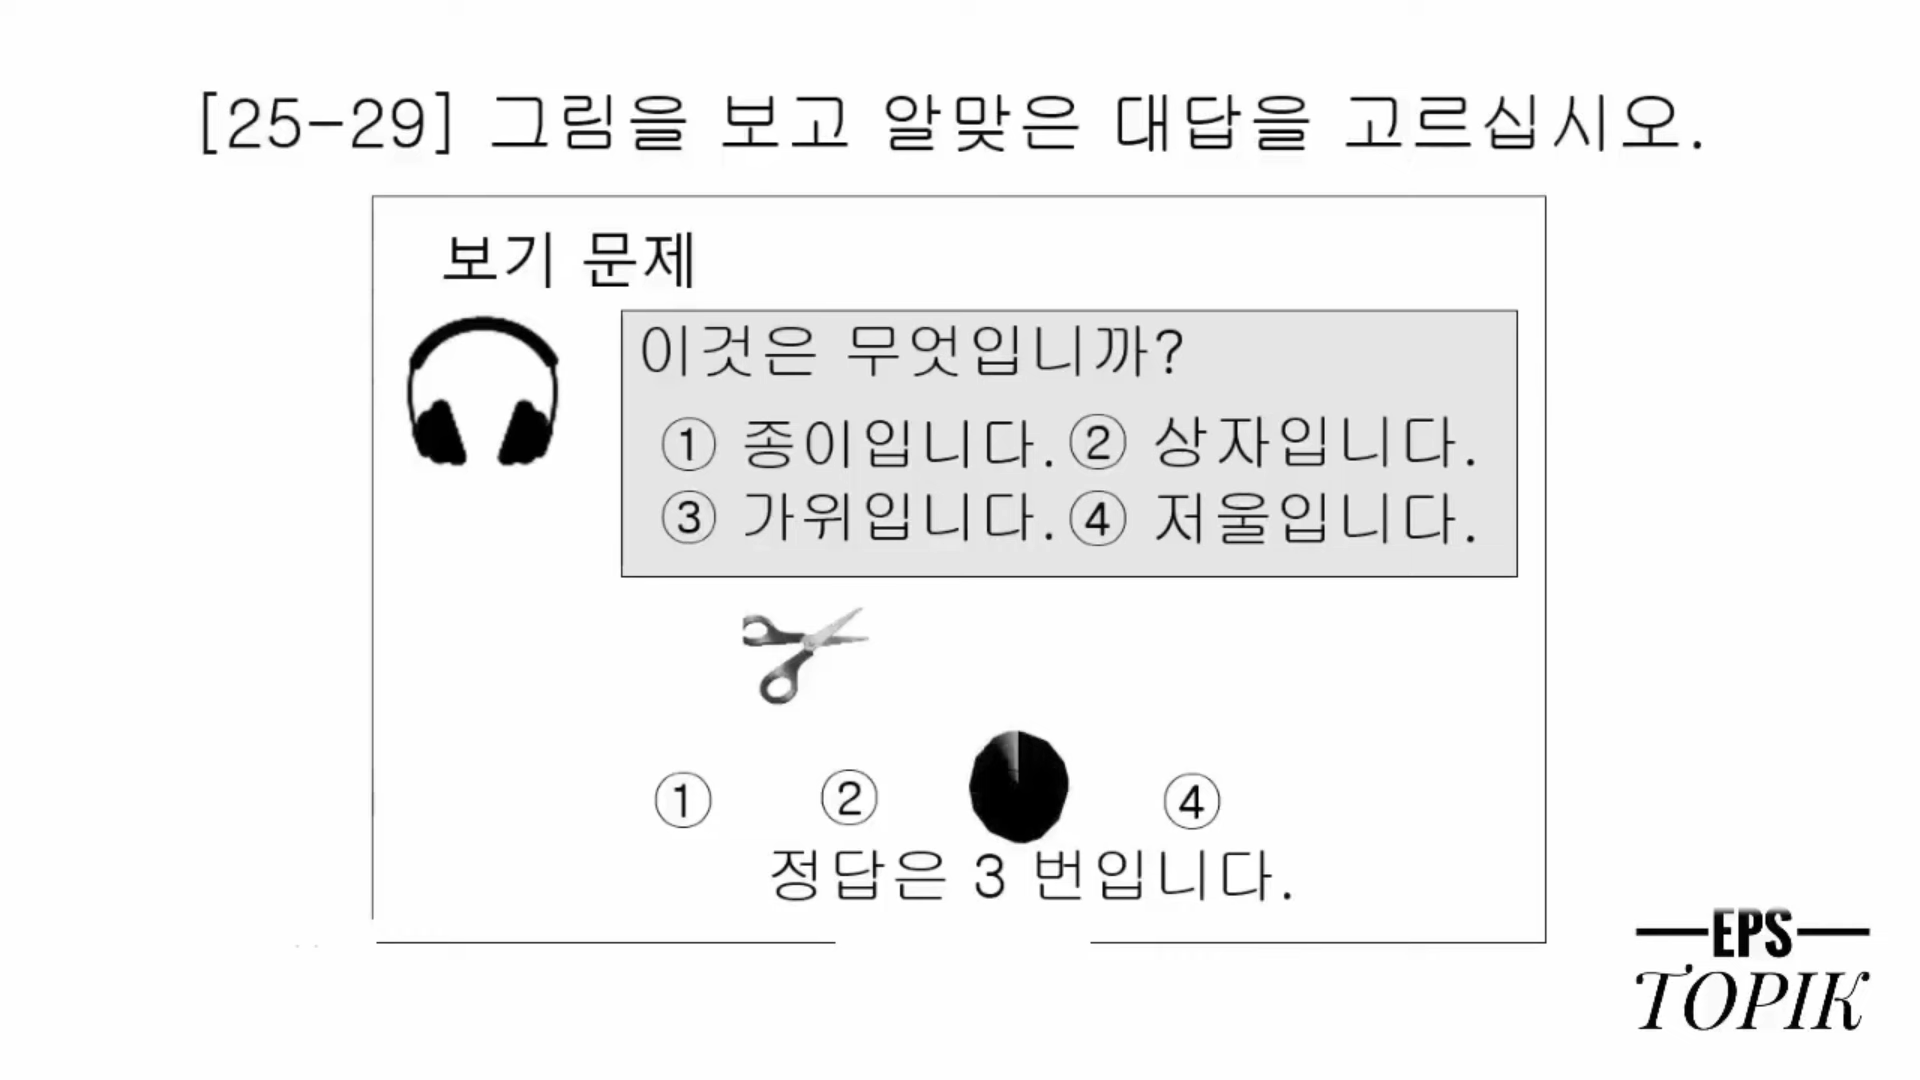 [25-29] 그림을 보고 알맞은 대답을 고르십시오.
보기 문제
이것은 무엇입니까?
① 종이입니다. ② 상자입니다.
③ 가위입니다. ④ 저울입니다.
① ② ④
정답은 3 번입니다.
EPS
TOPIK